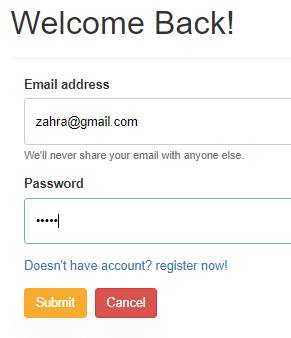 Welcome Back!
Email address
zahra@gmail.com
We'll never share your email with anyone else.
Password
•••••
Doesn't have account? register now!
Submit Cancel